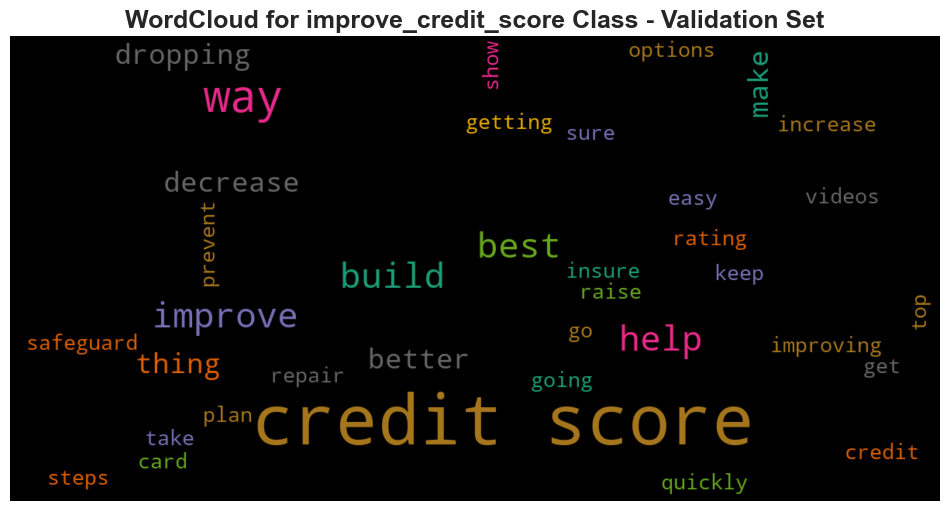 WordCloud for improve_credit_score Class - Validation Set
dropping
show
options
way
make
getting
sure
increase
decrease
easy
videos
prevent
best
rating
build
insure
keep
raise
top
improve
safeguard
go
help
improving
thing
better
get
repair
going
plan
credit score
take
card
credit
steps
quickly